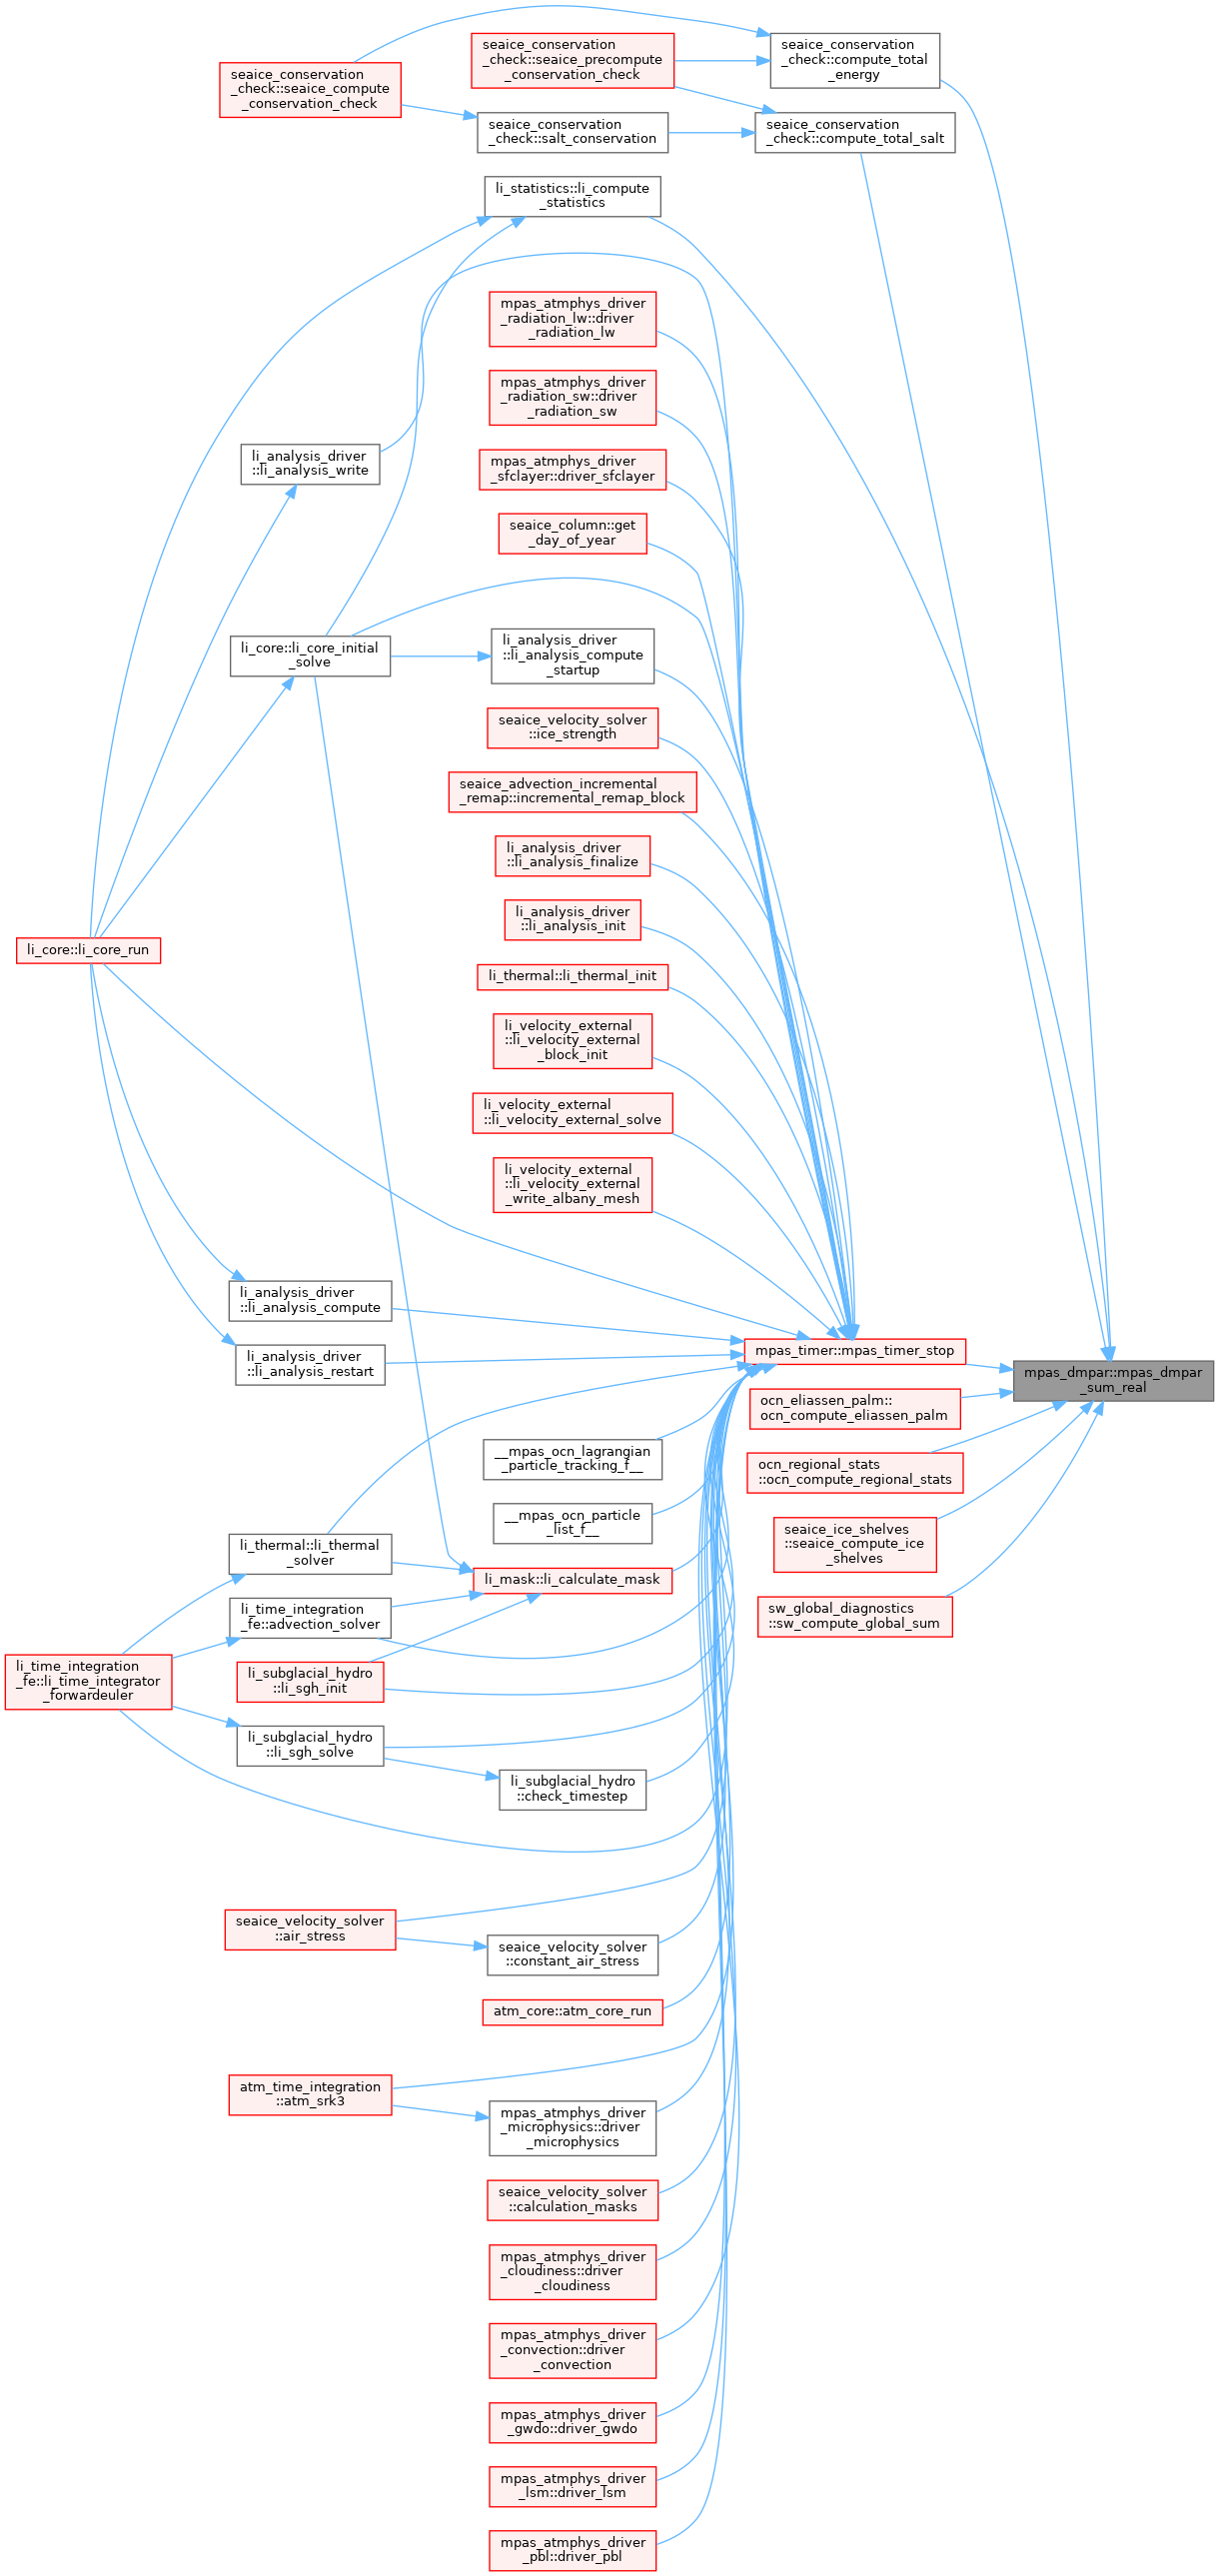 seaice_conservation
_check::compute_total
_energy
seaice_conservation
_check::seaice_precompute
_conservation_check
seaice_conservation
_check::seaice_compute
_conservation_check
seaice_conservation
_check::salt_conservation
seaice_conservation
_check::compute_total_salt
li_statistics::li_compute
_statistics
mpas_atmphys_driver
_radiation_lw::driver
_radiation_lw
mpas_atmphys_driver
_radiation_sw::driver
_radiation_sw
li_analysis_driver
::li_analysis_write
mpas_atmphys_driver
_sfclayer::driver_sfclayer
seaice_column::get
_day_of_year
li_core::li_core_initial
_solve
li_analysis_driver
::li_analysis_compute
_startup
seaice_velocity_solver
::ice_strength
seaice_advection_incremental
_remap::incremental_remap_block
li_analysis_driver
::li_analysis_finalize
li_analysis_driver
::li_analysis_init
li_core::li_core_run
li_thermal::li_thermal_init
li_velocity_external
::li_velocity_external
_block_init
li_velocity_external
::li_velocity_external_solve
li_velocity_external
::li_velocity_external
_write_albany_mesh
li_analysis_driver
::li_analysis_compute
li_analysis_driver
::li_analysis_restart
mpas_timer::mpas_timer_stop
mpas_dmpar::mpas_dmpar
_sum_real
ocn_eliassen_palm::
ocn_compute_eliassen_palm
__mpas_ocn_lagrangian
_particle_tracking_f__
ocn_regional_stats
::ocn_compute_regional_stats
__mpas_ocn_particle
_list_f__
seaice_ice_shelves
::seaice_compute_ice
_shelves
li_thermal::li_thermal
_solver
li_mask::li_calculate_mask
li_time_integration
_fe::advection_solver
sw_global_diagnostics
::sw_compute_global_sum
li_time_integration
_fe::li_time_integrator
_forwardeuler
li_subglacial_hydro
::li_sgh_init
li_subglacial_hydro
::li_sgh_solve
li_subglacial_hydro
::check_timestep
seaice_velocity_solver
::air_stress
seaice_velocity_solver
::constant_air_stress
atm_core::atm_core_run
atm_time_integration
::atm_srk3
mpas_atmphys_driver
_microphysics::driver
_microphysics
seaice_velocity_solver
::calculation_masks
mpas_atmphys_driver
_cloudiness::driver
_cloudiness
mpas_atmphys_driver
_convection::driver
_convection
mpas_atmphys_driver
_gwdo::driver_gwdo
mpas_atmphys_driver
_lsm::driver_lsm
mpas_atmphys_driver
_pbl::driver_pbl